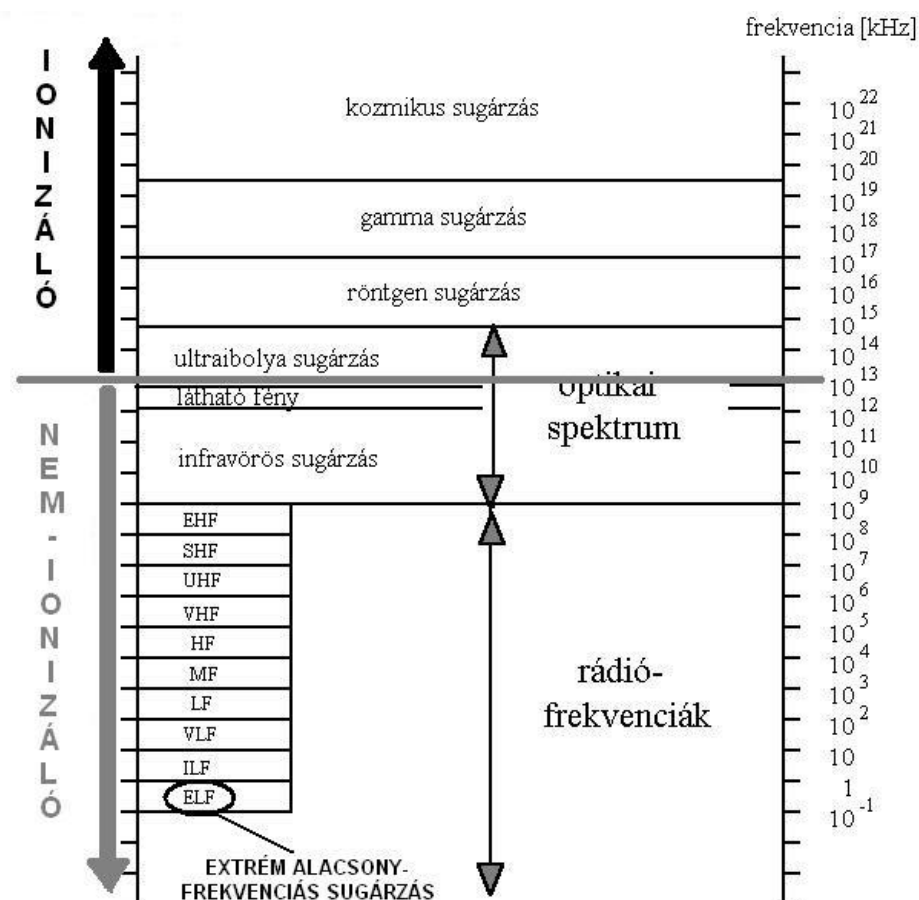 frekvencia [kHz]
IONIZÁLÓ
NEM-IONIZÁLÓ
kozmikus sugárzás
gamma sugárzás
röntgen sugárzás
ultraibolya sugárzás
látható fény
infravörös sugárzás
optikai
spektrum
EHF
SHF
UHF
VHF
HF
MF
LF
VLF
ILF
ELF
EXTRÉM ALACSONY-
FREKVENCIÁS SUGÁRZÁS
rádió-
frekvenciák
10 22
10 21
10 20
10 19
10 18
10 17
10 16
10 15
10 14
10 13
10 12
10 11
10 10
10 9
10 8
10 7
10 6
10 5
10 4
10 3
10 2
10
1
10 -1